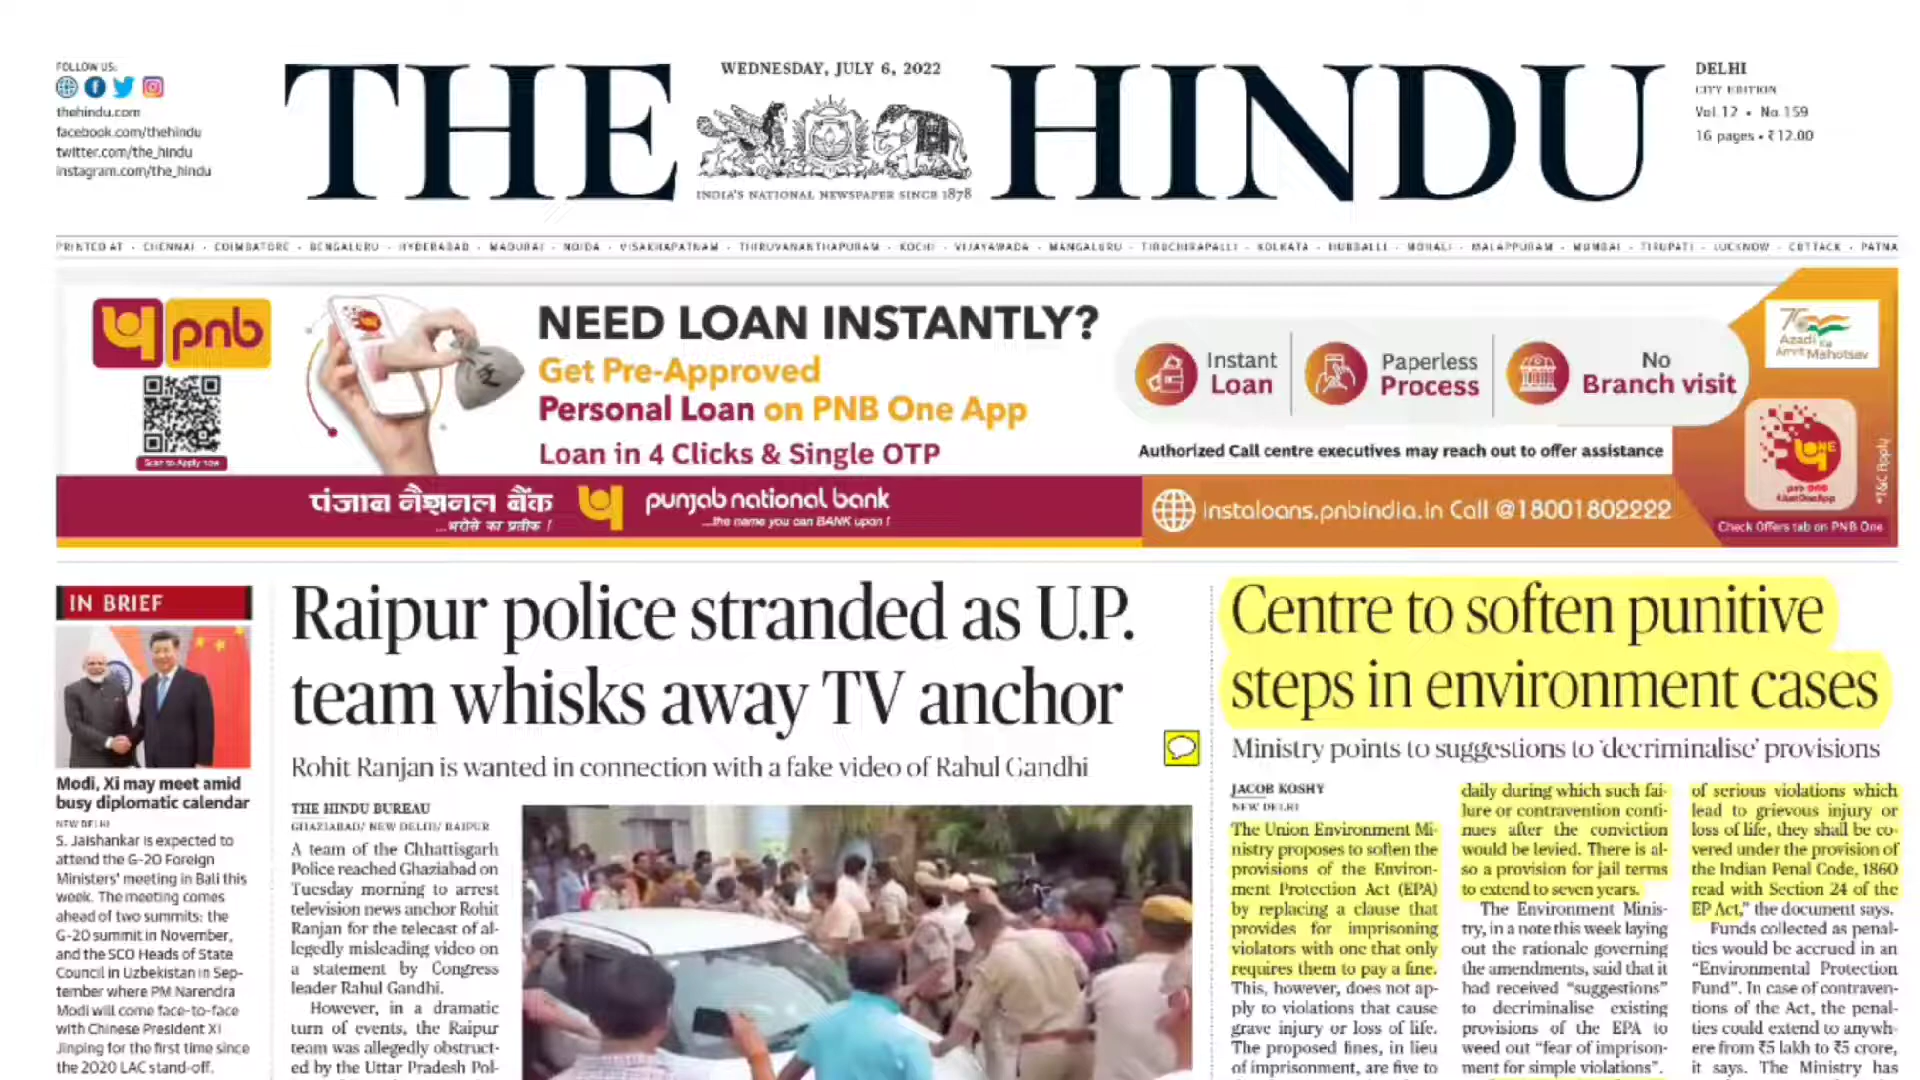 FOLLOW US:
thehindu.com
facebook.com/thehindu
twitter.com/the_hindu
instagram.com/the_hindu
THE HINDU
WEDNESDAY, JULY 6, 2022
INDIA'S NATIONAL NEWSPAPER SINCE 1878
DELHI
CITY EDITION
Vol. 12 • No. 159
16 pages • ₹12.00
PRINTED AT • CHENNAI • COIMBATORE • BENGALURU • HYDERABAD • MADURAI • NOIDA • VISAKHAPATNAM • THIRUVANANTHAPURAM • KOCHI • VIJAYAWADA • MANGALURU • TIRUCHIRAPALLI • KOLKATA • HUBBALLI • MOHALI • MALAPPURAM • MUMBAI • TIRUPATI • LUCKNOW • CUTTACK • PATNA
pnb
Scan to Apply now
NEED LOAN INSTANTLY?
Get Pre-Approved
Personal Loan on PNB One App
Loan in 4 Clicks & Single OTP
Instant
Loan
Paperless
Process
No
Branch visit
Authorized Call centre executives may reach out to offer assistance
Azadi Ka
Amrit Mahotsav
ONE
*T&C Apply
पंजाब नैशनल बैंक
...भरोसे का प्रतीक !
punjab national bank
...the name you can BANK upon !
instaloans.pnbindia.in Call @18001802222
Check Offers tab on PNB One
IN BRIEF
Modi, Xi may meet amid
busy diplomatic calendar
NEW DELHI
S. Jaishankar is expected to
attend the G-20 Foreign
Ministers' meeting in Bali this
week. The meeting comes
ahead of two summits: the
G-20 summit in November,
and the SCO Heads of State
Council in Uzbekistan in Sep-
tember where PM Narendra
Modi will come face-to-face
with Chinese President Xi
Jinping for the first time since
the 2020 LAC stand-off.
Raipur police stranded as U.P.
team whisks away TV anchor
Rohit Ranjan is wanted in connection with a fake video of Rahul Gandhi
THE HINDU BUREAU
GHAZIABAD/ NEW DELHI/ RAIPUR
A team of the Chhattisgarh
Police reached Ghaziabad on
Tuesday morning to arrest
television news anchor Rohit
Ranjan for the telecast of al-
legedly misleading video on
a statement by Congress
leader Rahul Gandhi.
However, in a dramatic
turn of events, the Raipur
team was allegedly obstruct-
ed by the Uttar Pradesh Pol-
Centre to soften punitive
steps in environment cases
Ministry points to suggestions to 'decriminalise' provisions
JACOB KOSHY
NEW DELHI
The Union Environment Mi-
nistry proposes to soften the
provisions of the Environ-
ment Protection Act (EPA)
by replacing a clause that
provides for imprisoning
violators with one that only
requires them to pay a fine.
This, however, does not ap-
ply to violations that cause
grave injury or loss of life.
The proposed fines, in lieu
of imprisonment, are five to
daily during which such fai-
lure or contravention conti-
nues after the conviction
would be levied. There is al-
so a provision for jail terms
to extend to seven years.
The Environment Minis-
try, in a note this week laying
out the rationale governing
the amendments, said that it
had received "suggestions"
to decriminalise existing
provisions of the EPA to
weed out "fear of imprison-
ment for simple violations".
of serious violations which
lead to grievous injury or
loss of life, they shall be co-
vered under the provision of
the Indian Penal Code, 1860
read with Section 24 of the
EP Act," the document says.
Funds collected as penal-
ties would be accrued in an
"Environmental Protection
Fund". In case of contraven-
tions of the Act, the penal-
ties could extend to anywh-
ere from ₹5 lakh to ₹5 crore,
it says. The Ministry has